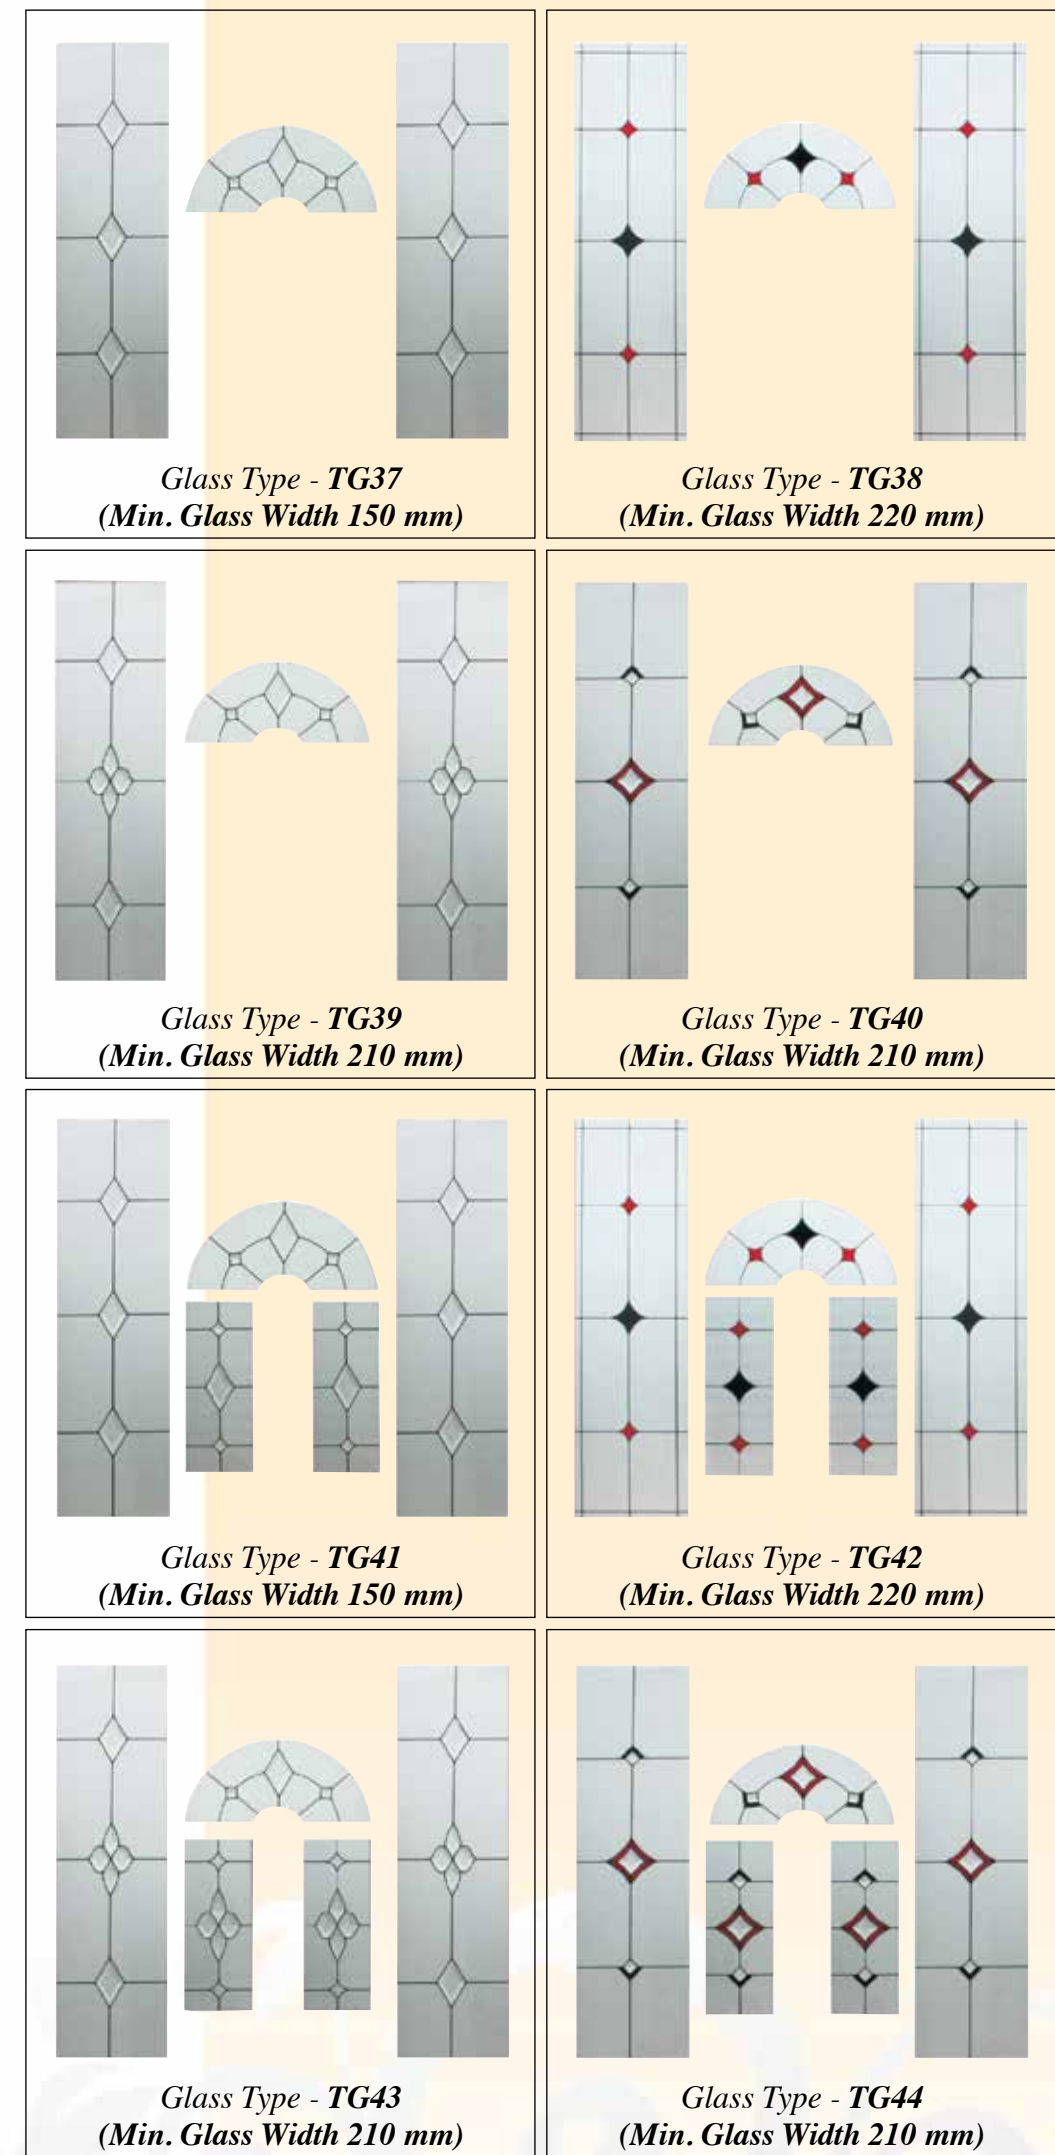 Glass Type - TG37
(Min. Glass Width 150 mm)
Glass Type - TG38
(Min. Glass Width 220 mm)
Glass Type - TG39
(Min. Glass Width 210 mm)
Glass Type - TG40
(Min. Glass Width 210 mm)
Glass Type - TG41
(Min. Glass Width 150 mm)
Glass Type - TG42
(Min. Glass Width 220 mm)
Glass Type - TG43
(Min. Glass Width 210 mm)
Glass Type - TG44
(Min. Glass Width 210 mm)